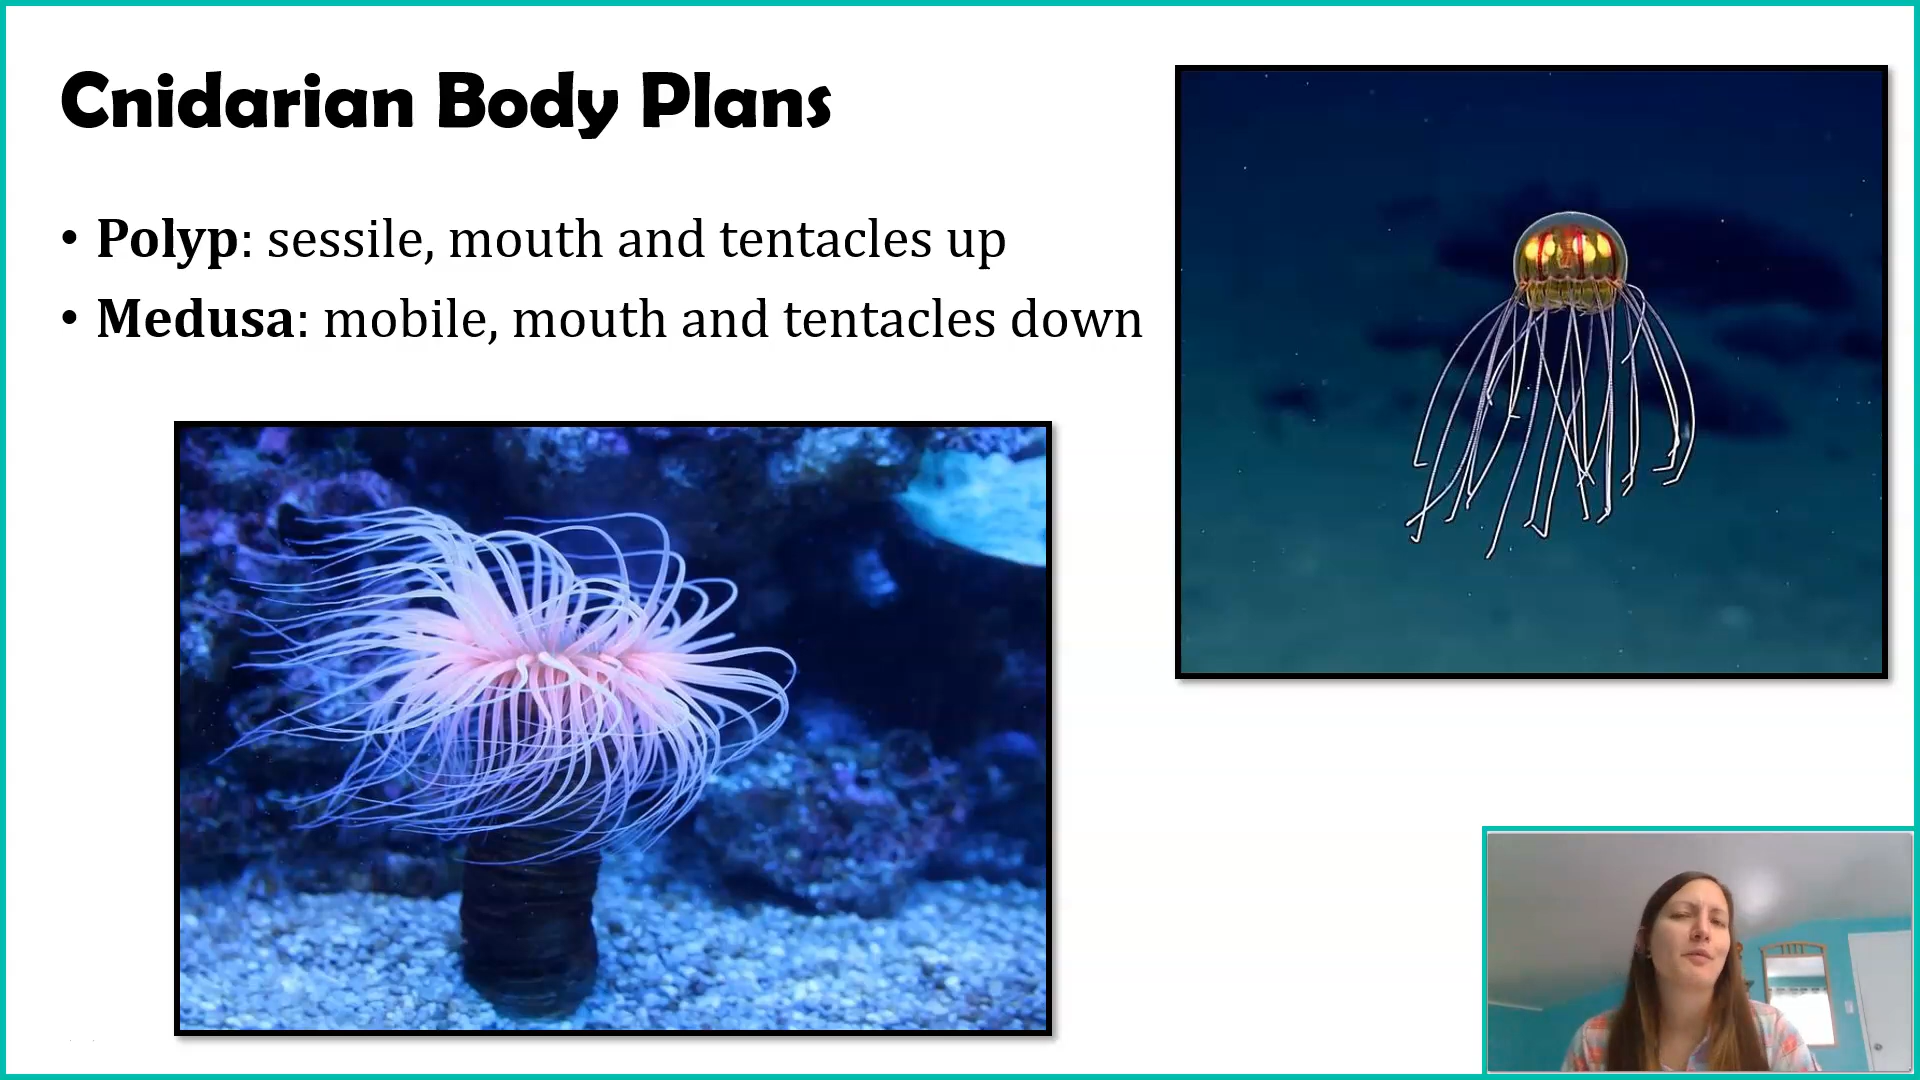 Cnidarian Body Plans
• Polyp: sessile, mouth and tentacles up
• Medusa: mobile, mouth and tentacles down